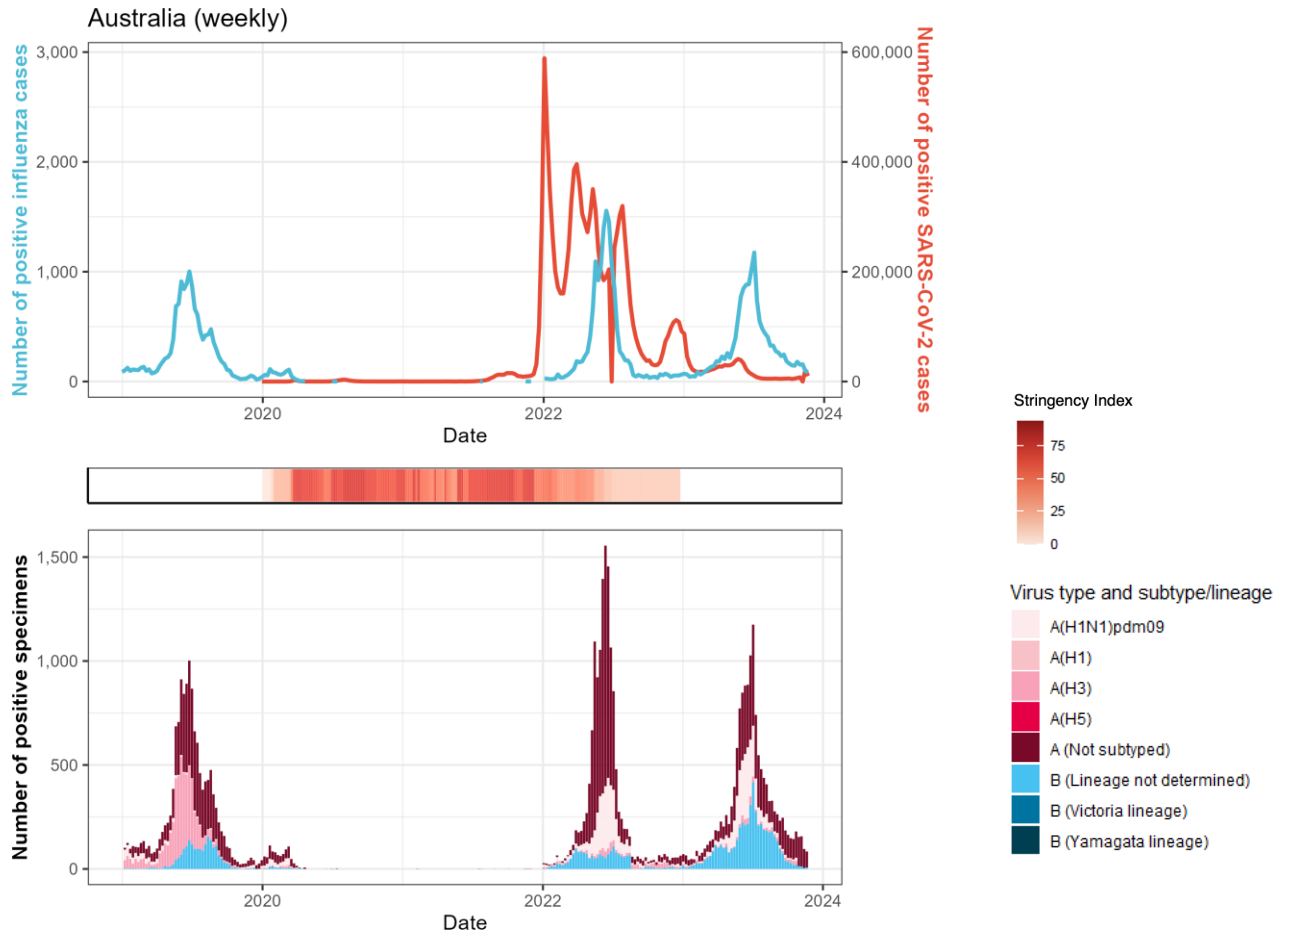 Australia (weekly)
Number of positive influenza cases
3,000
2,000
1,000
0
600,000
400,000
200,000
0
Number of positive SARS-CoV-2 cases
2020
2022
2024
Date
Stringency Index
75
50
25
0
Number of positive specimens
1,500
1,000
500
0
2020
2022
2024
Date
Virus type and subtype/lineage
A(H1N1)pdm09
A(H1)
A(H3)
A(H5)
A (Not subtyped)
B (Lineage not determined)
B (Victoria lineage)
B (Yamagata lineage)